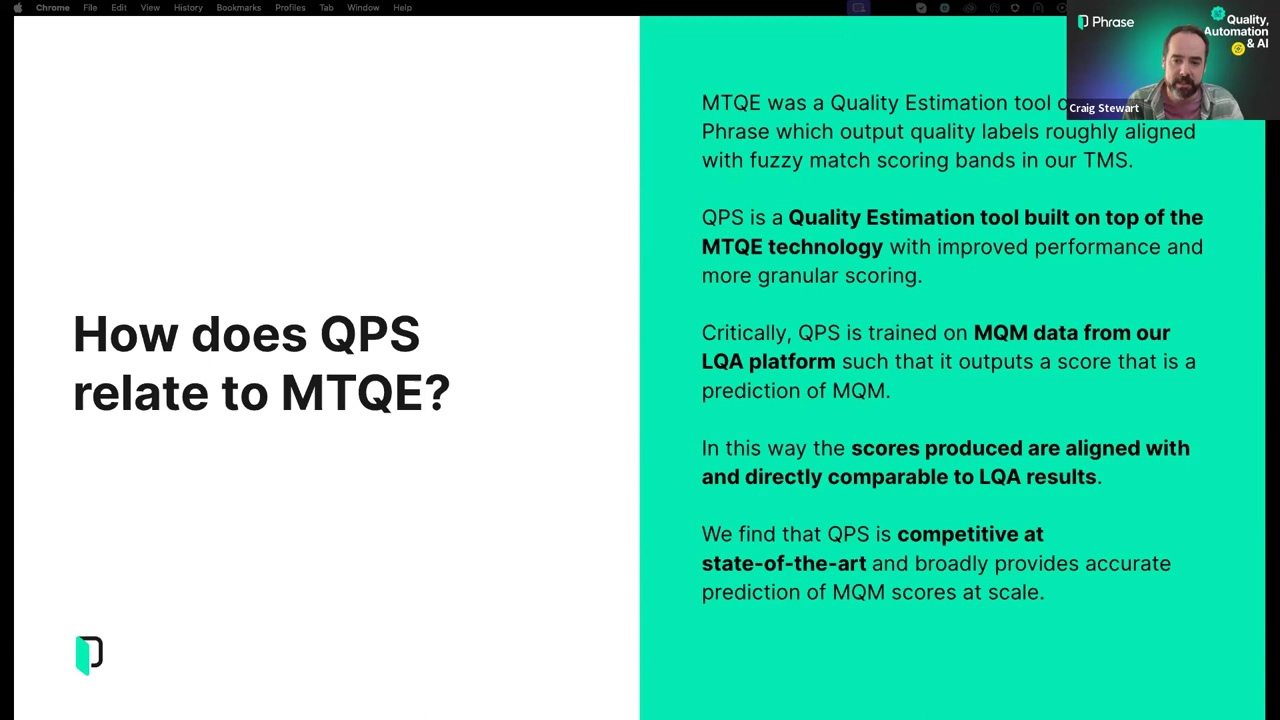 Chrome File Edit View History Bookmarks Profiles Tab Window Help
Phrase
Quality,
Automation
& AI
Craig Stewart
How does QPS
relate to MTQE?
MTQE was a Quality Estimation tool
Phrase which output quality labels roughly aligned
with fuzzy match scoring bands in our TMS.
QPS is a Quality Estimation tool built on top of the
MTQE technology with improved performance and
more granular scoring.
Critically, QPS is trained on MQM data from our
LQA platform such that it outputs a score that is a
prediction of MQM.
In this way the scores produced are aligned with
and directly comparable to LQA results.
We find that QPS is competitive at
state-of-the-art and broadly provides accurate
prediction of MQM scores at scale.